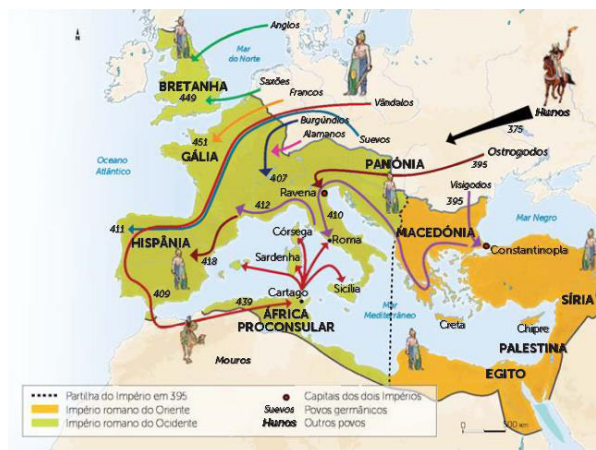 N
Anglos
Mar
do Norte
BRETANHA
449
Saxões
Francos
Vândalos
Burgúndios
Alamanos
Suevos
Hunos
375
451
GÁLIA
Ostrogodos
395
PANÓNIA
Visigodos
395
Oceano
Atlântico
407
Ravena
412
410
MACEDÓNIA
Mar Negro
Constantinopla
411
HISPÂNIA
418
Córsega
Roma
Sardenha
409
439
Cartago
Sicília
ÁFRICA
PROCONSULAR
Mar
Mediterrâneo
Creta
Chipre
SÍRIA
PALESTINA
EGITO
Mouros
Partilha do Império em 395
Império romano do Oriente
Império romano do Ocidente
Capitais dos dois Impérios
Suevos Povos germânicos
Hunos Outros povos
0 500 km